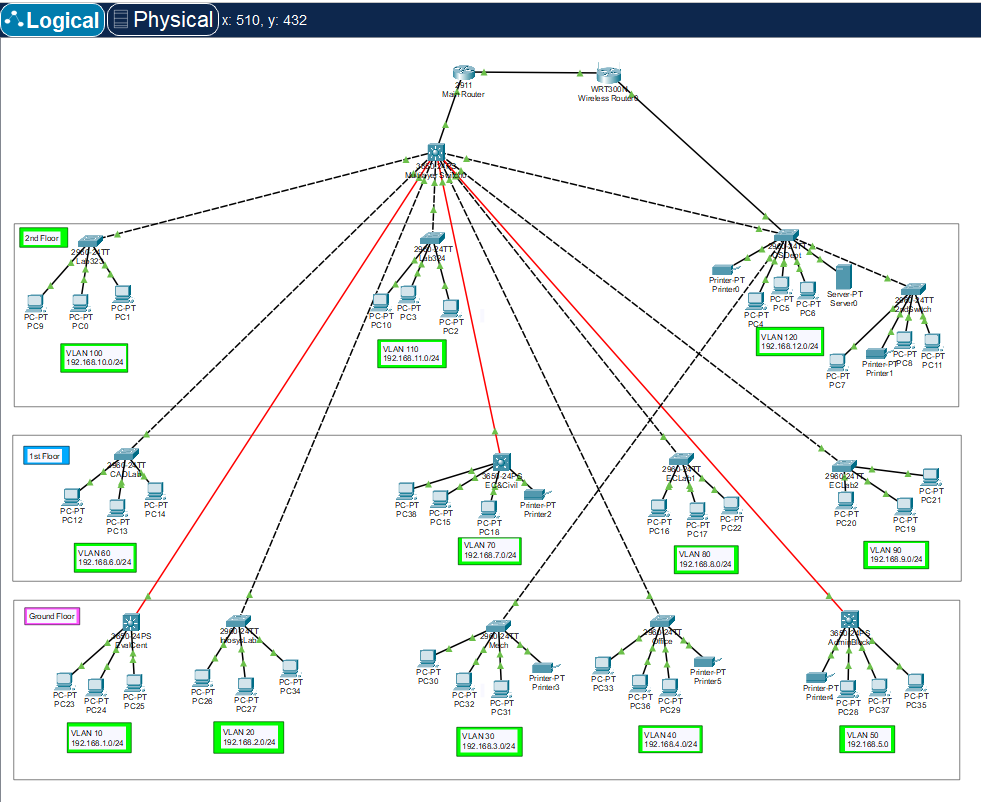 Logical
Physical
x: 510, y: 432
2911
Main Router
WRT300N
Wireless Router0
2nd Floor
2960-24TT
Lab323
PC-PT
PC9
PC-PT
PC0
PC-PT
PC1
VLAN 100
192.168.10.0/24
2960-24TT
Lab324
PC-PT
PC10
PC-PT
PC3
PC-PT
PC2
VLAN 110
192.168.11.0/24
2960-24TT
Printer-PT
Printer0
PC-PT
PC4
PC-PT
PC5
PC-PT
PC6
Server-PT
Server0
VLAN 120
192.168.12.0/24
2960-24TT
PC-PT
PC7
Printer-PT
Printer1
PC-PT
PC8
PC-PT
PC11
1st Floor
2960-24TT
CADLab
PC-PT
PC12
PC-PT
PC13
PC-PT
PC14
VLAN 60
192.168.6.0/24
3650-24PS
EC&Civil
PC-PT
PC38
PC-PT
PC15
PC-PT
PC18
Printer-PT
Printer2
VLAN 70
192.168.7.0/24
2960-24TT
ECLab1
PC-PT
PC16
PC-PT
PC17
PC-PT
PC22
VLAN 80
192.168.8.0/24
2960-24TT
ECLab2
PC-PT
PC20
PC-PT
PC19
PC-PT
PC21
VLAN 90
192.168.9.0/24
Ground Floor
3650-24PS
EvalCent
PC-PT
PC23
PC-PT
PC24
PC-PT
PC25
VLAN 10
192.168.1.0/24
2960-24TT
InfosysLab
PC-PT
PC26
PC-PT
PC27
PC-PT
PC34
VLAN 20
192.168.2.0/24
2960-24TT
Mech
PC-PT
PC30
PC-PT
PC32
PC-PT
PC31
Printer-PT
Printer3
VLAN 30
192.168.3.0/24
2960-24TT
Office
PC-PT
PC33
PC-PT
PC36
PC-PT
PC29
Printer-PT
Printer5
VLAN 40
192.168.4.0/24
3650-24PS
AdminBlock
Printer-PT
Printer4
PC-PT
PC28
PC-PT
PC37
PC-PT
PC35
VLAN 50
192.168.5.0